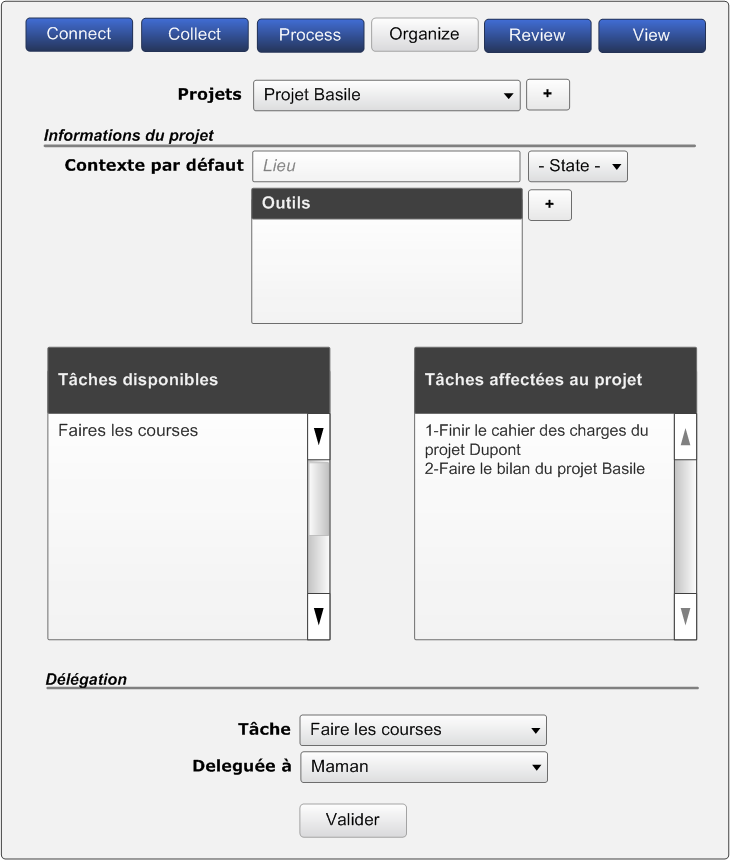 Connect Collect Process Organize Review View
Projets Projet Basile +
Informations du projet
Contexte par défaut Lieu - State -
Outils +
Tâches disponibles
Faires les courses
Tâches affectées au projet
1-Finir le cahier des charges du
projet Dupont
2-Faire le bilan du projet Basile
Délégation
Tâche Faire les courses
Deleguée à Maman
Valider